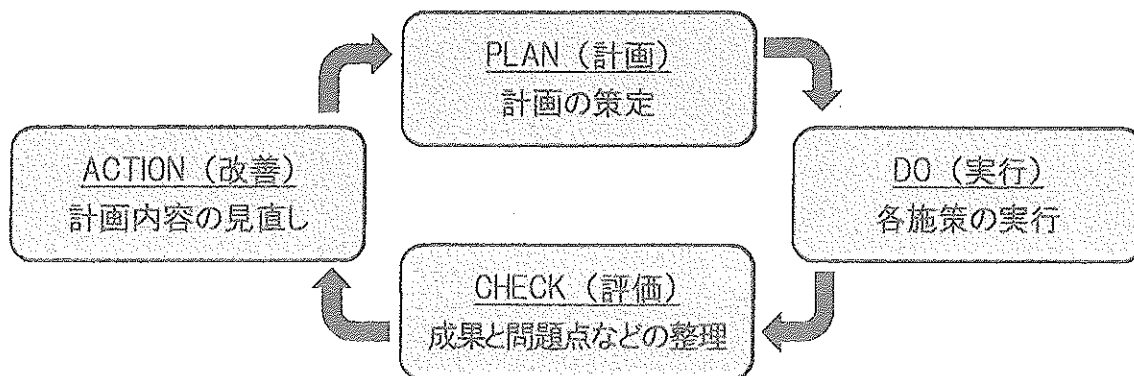 PLAN（計画）
計画の策定
DO（実行）
各施策の実行
CHECK（評価）
成果と問題点などの整理
ACTION（改善）
計画内容の見直し